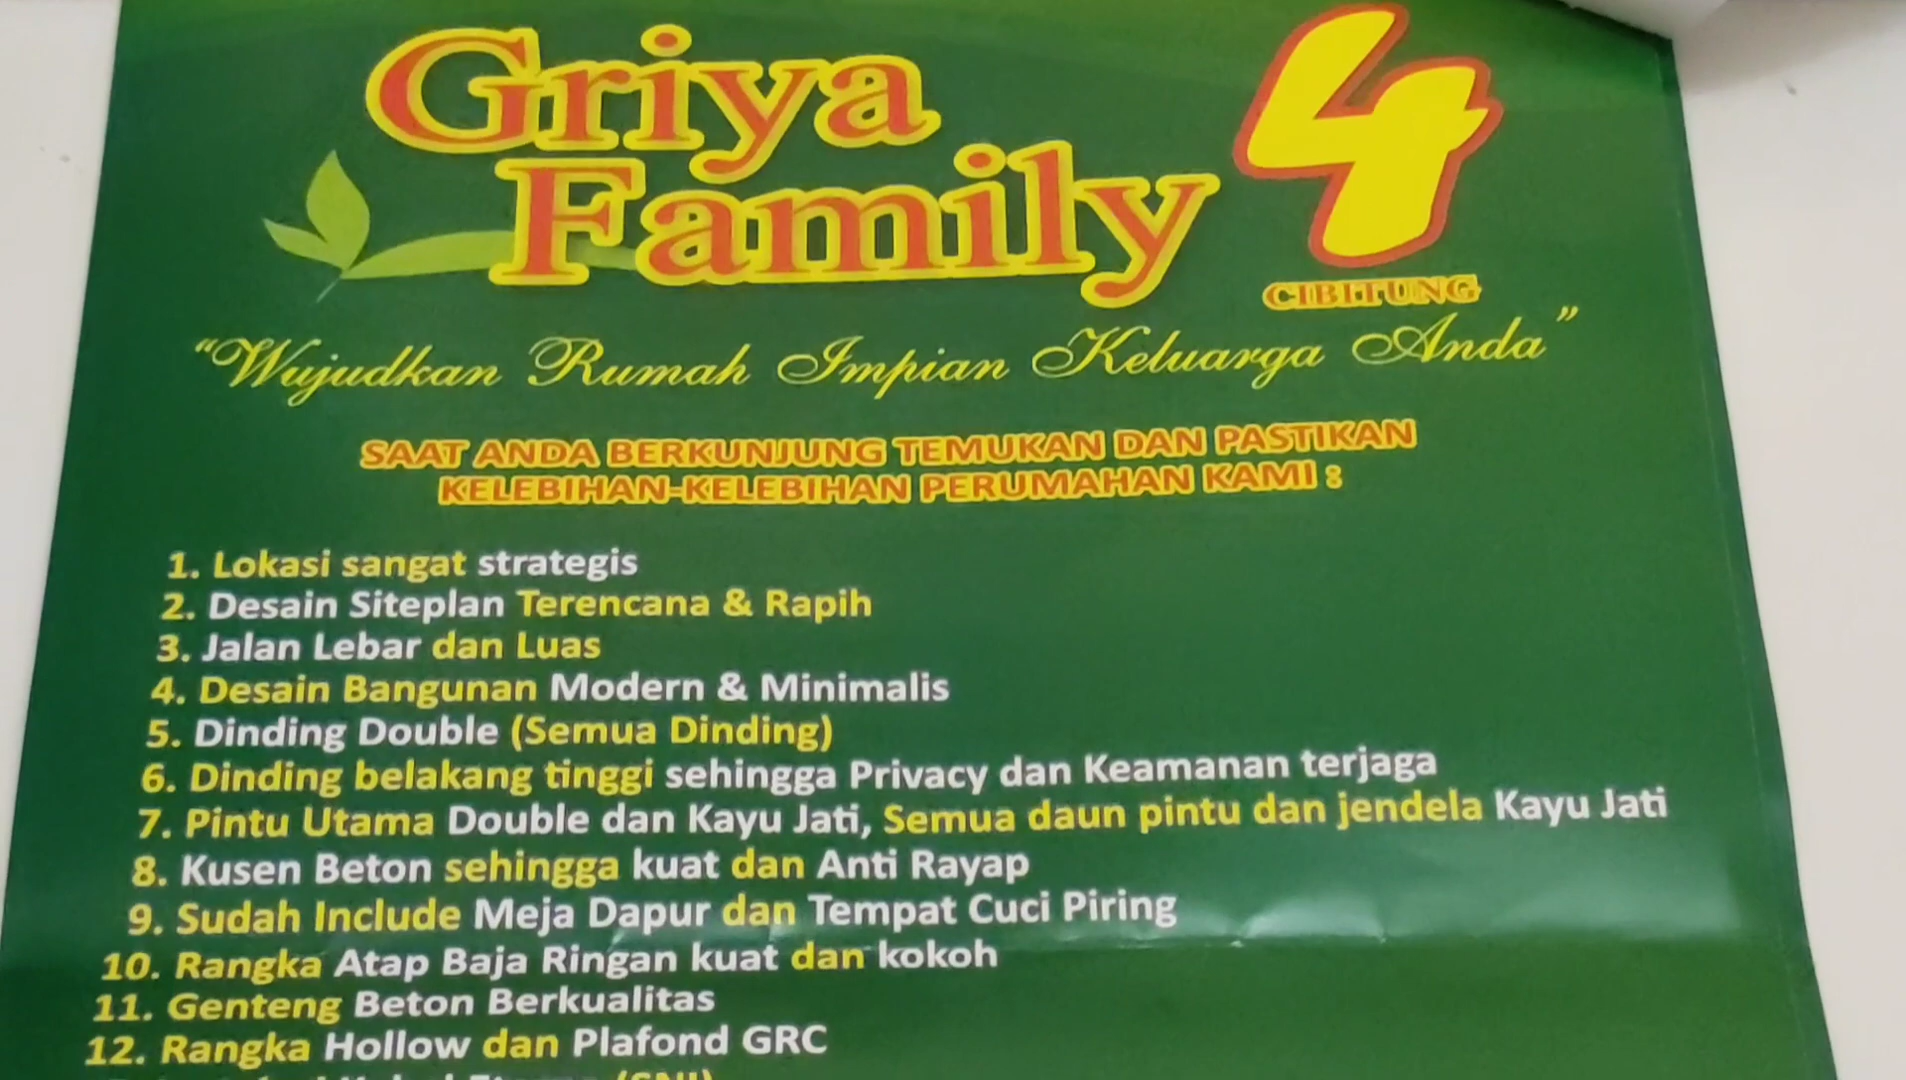 Griya
Family 4
CIBITUNG
“Wujudkan Rumah Impian Keluarga Anda”
SAAT ANDA BERKUNJUNG TEMUKAN DAN PASTIKAN
KELEBIHAN-KELEBIHAN PERUMAHAN KAMI :
1. Lokasi sangat strategis
2. Desain Siteplan Terencana & Rapih
3. Jalan Lebar dan Luas
4. Desain Bangunan Modern & Minimalis
5. Dinding Double (Semua Dinding)
6. Dinding belakang tinggi sehingga Privacy dan Keamanan terjaga
7. Pintu Utama Double dan Kayu Jati, Semua daun pintu dan jendela Kayu Jati
8. Kusen Beton sehingga kuat dan Anti Rayap
9. Sudah Include Meja Dapur dan Tempat Cuci Piring
10. Rangka Atap Baja Ringan kuat dan kokoh
11. Genteng Beton Berkualitas
12. Rangka Hollow dan Plafond GRC
(SNI)